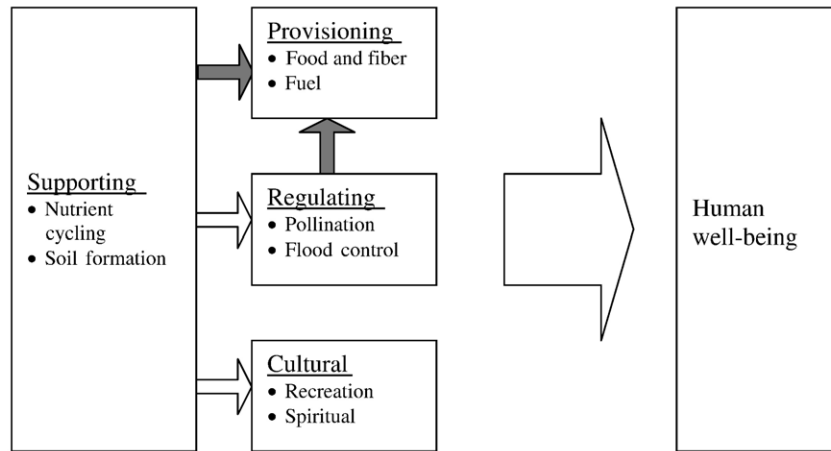 Supporting
• Nutrient
cycling
• Soil formation
Provisioning
• Food and fiber
• Fuel
Regulating
• Pollination
• Flood control
Cultural
• Recreation
• Spiritual
Human
well-being